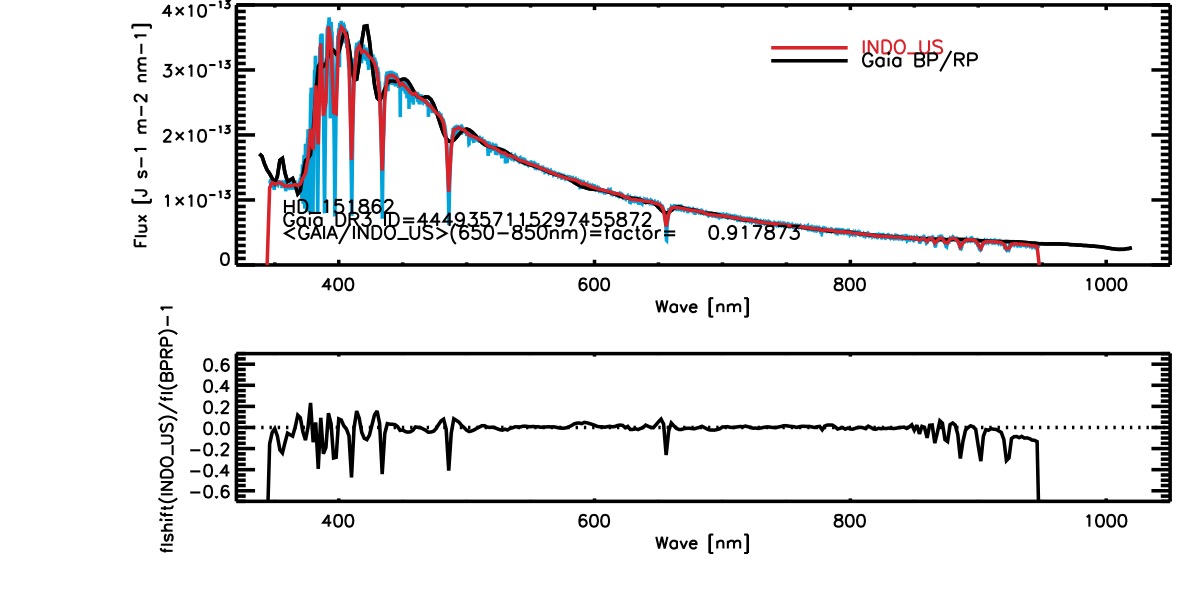 4×10−13
3×10−13
2×10−13
1×10−13
0
Flux [J s−1 m−2 nm−1]
INDO_US
Gaia BP/RP
HD_151862
Gaia DR3 ID=4449357115297455872
<GAIA/INDO_US>(650−850nm)=factor= 0.917873
400 600 800 1000
Wave [nm]
0.6
0.4
0.2
0.0
−0.2
−0.4
−0.6
flshift(INDO_US)/fl(BPRP)−1
400 600 800 1000
Wave [nm]